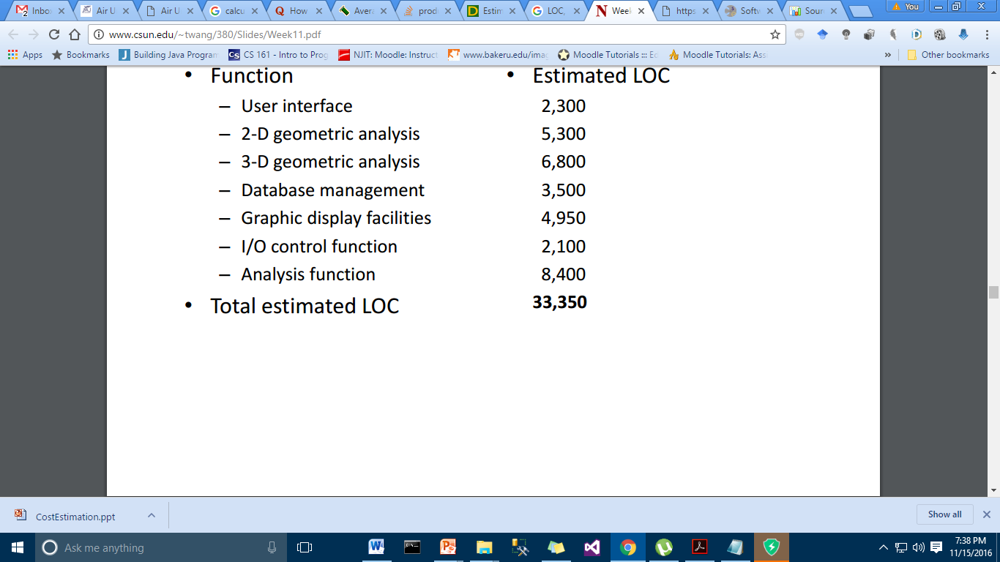 Inbo
2
Air U
Air U
calcu
How
Aver
prod
Estim
LOC,
Week
https
Softw
Sour
You
www.csun.edu/~twang/380/Slides/Week11.pdf
Apps
Bookmarks
Building Java Program
CS 161 - Intro to Prog
NJIT: Moodle: Instruct
www.bakeru.edu/ima
Moodle Tutorials ::: E
Moodle Tutorials: Ass
»
Other bookmarks
• Function • Estimated LOC
– User interface 2,300
– 2-D geometric analysis 5,300
– 3-D geometric analysis 6,800
– Database management 3,500
– Graphic display facilities 4,950
– I/O control function 2,100
– Analysis function 8,400
• Total estimated LOC 33,350
CostEstimation.ppt
Show all
Ask me anything
7:38 PM
11/15/2016